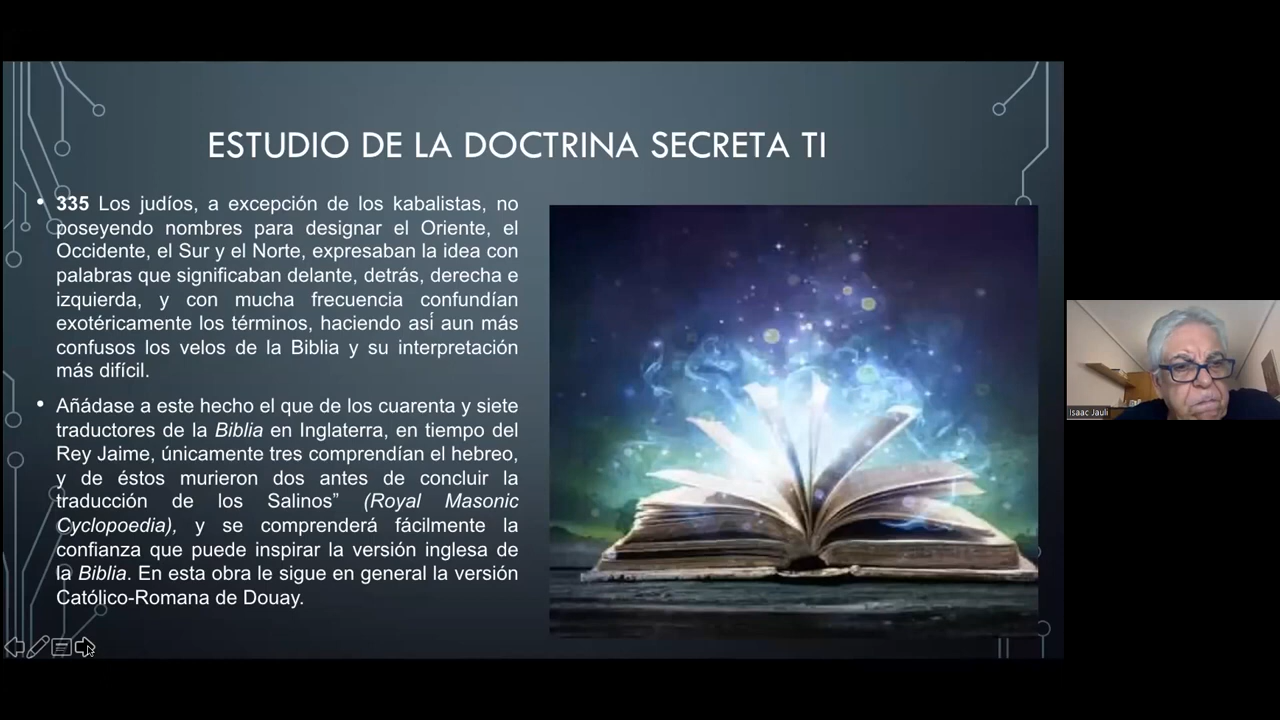 ESTUDIO DE LA DOCTRINA SECRETA TI
• 335 Los judíos, a excepción de los kabalistas, no
poseyendo nombres para designar el Oriente, el
Occidente, el Sur y el Norte, expresaban la idea con
palabras que significaban delante, detrás, derecha e
izquierda, y con mucha frecuencia confundían
exotéricamente los términos, haciendo así aun más
confusos los velos de la Biblia y su interpretación
más difícil.
• Añádase a este hecho el que de los cuarenta y siete
traductores de la Biblia en Inglaterra, en tiempo del
Rey Jaime, únicamente tres comprendían el hebreo,
y de éstos murieron dos antes de concluir la
traducción de los Salinos” (Royal Masonic
Cyclopoedia), y se comprenderá fácilmente la
confianza que puede inspirar la versión inglesa de
la Biblia. En esta obra le sigue en general la versión
Católico-Romana de Douay.
Isaac Jauli